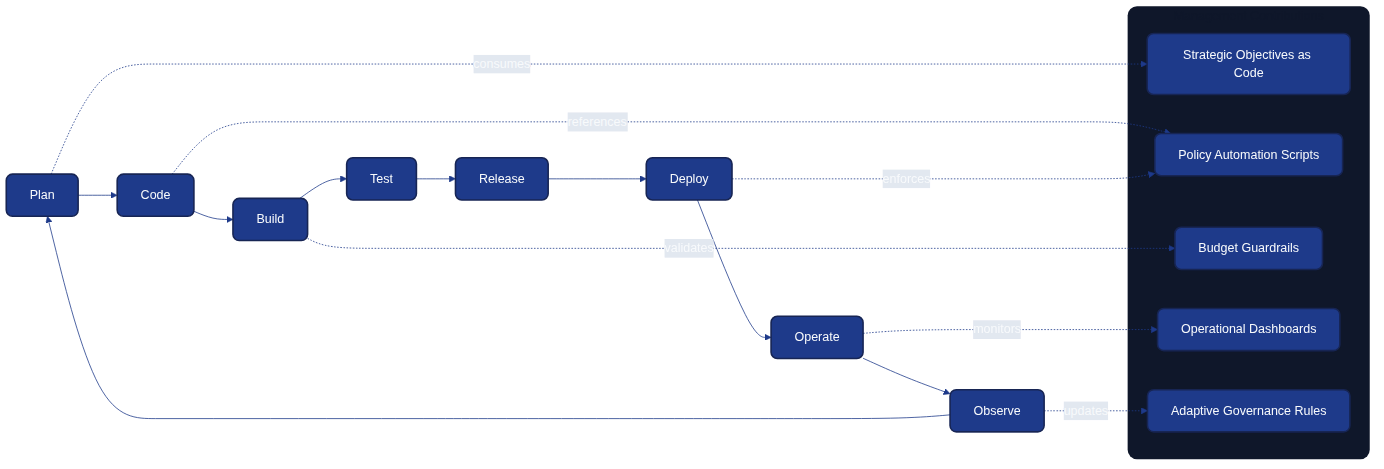 consumes
Strategic Objectives as
Code
references
Policy Automation Scripts
Plan
Code
Build
Test
Release
Deploy
enforces
validates
Budget Guardrails
Operate
monitors
Operational Dashboards
Observe
updates
Adaptive Governance Rules